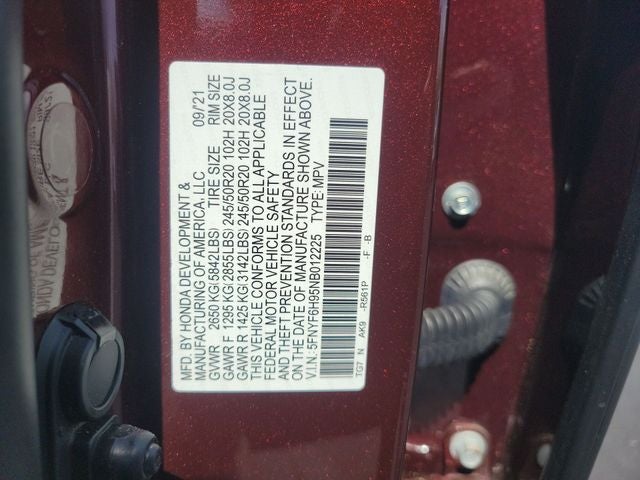 MFD. BY HONDA DEVELOPMENT &
MANUFACTURING OF AMERICA, LLC 09/'21
GVWR 2650 KG(5842LBS) TIRE SIZE RIM SIZE
GAWR F 1295 KG(2855LBS) 245/50R20 102H 20X8.0J
GAWR R 1425 KG(3142LBS) 245/50R20 102H 20X8.0J
THIS VEHICLE CONFORMS TO ALL APPLICABLE
FEDERAL MOTOR VEHICLE SAFETY
AND THEFT PREVENTION STANDARDS IN EFFECT
ON THE DATE OF MANUFACTURE SHOWN ABOVE.
V.I.N.: 5FNYF6H95NB012225 TYPE: MPV
TG7 N AK9 -R561P -F -B